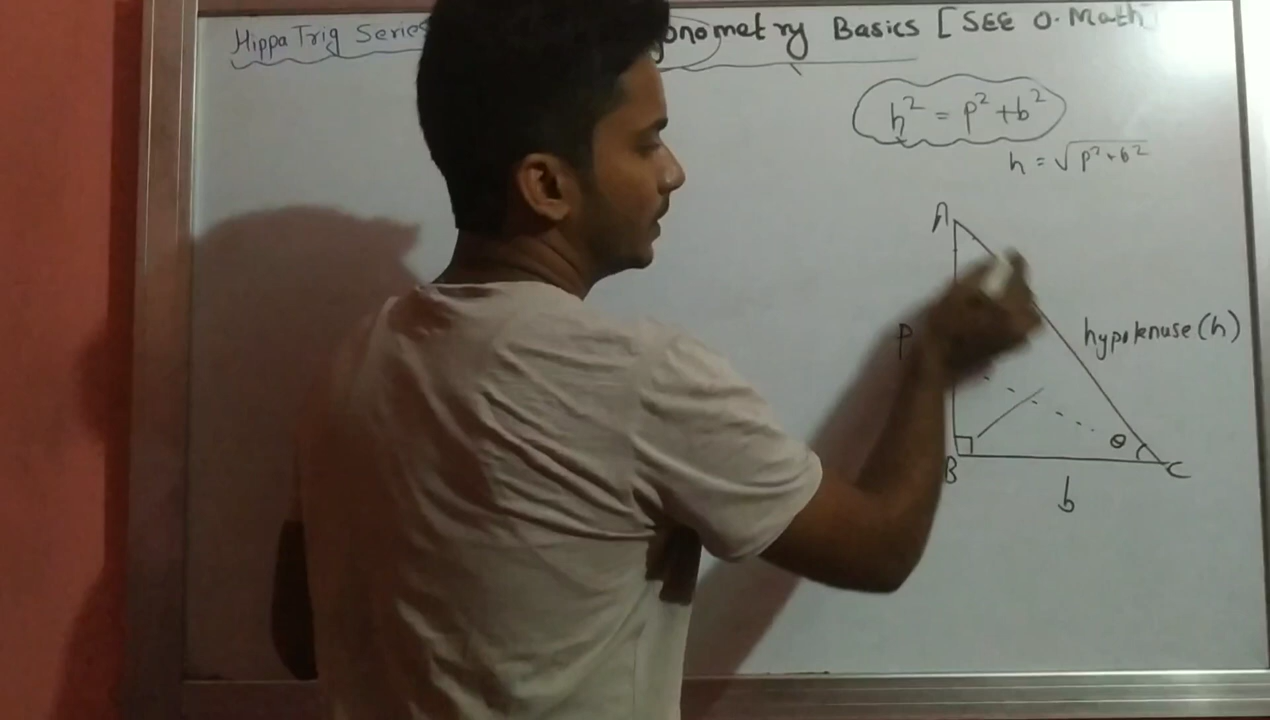 Hippa Trig Series onometry Basics [SEE O.Math
h² = p² + b²
h = √p² + b²
A
p
hypotenuse (h)
θ
B
C
b